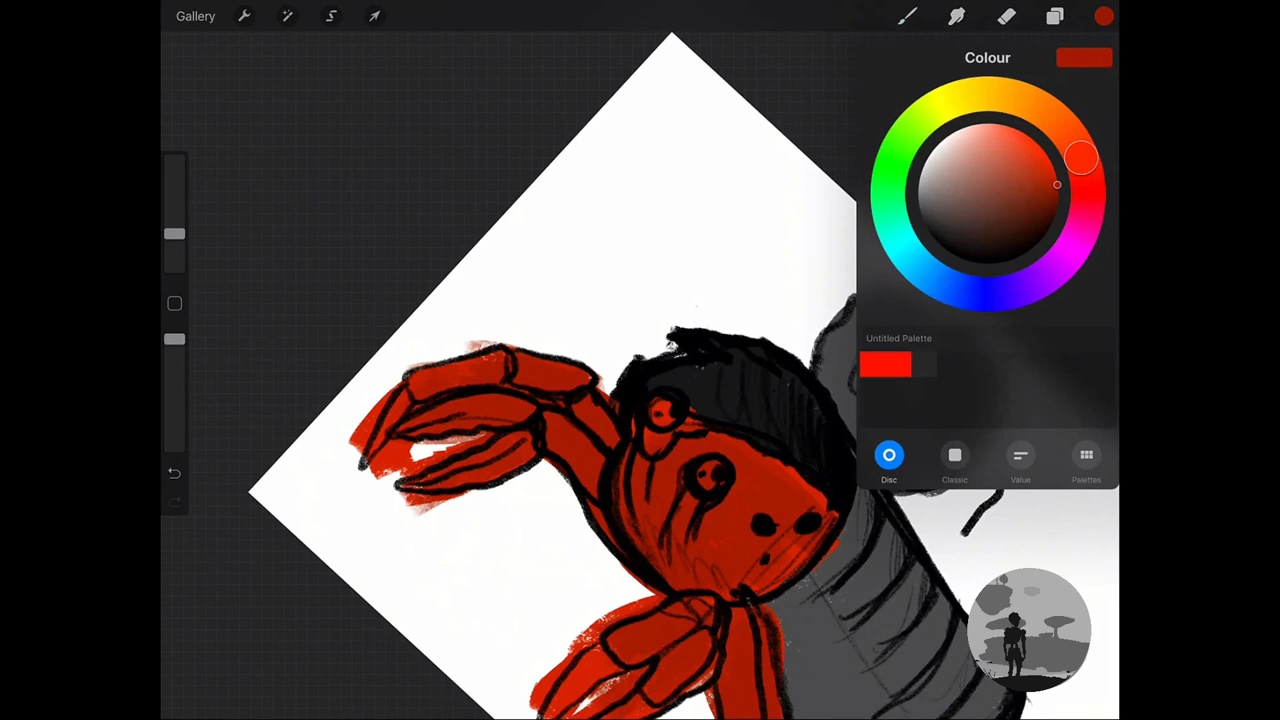 Gallery
Colour
Untitled Palette
Disc
Classic
Value
Palettes